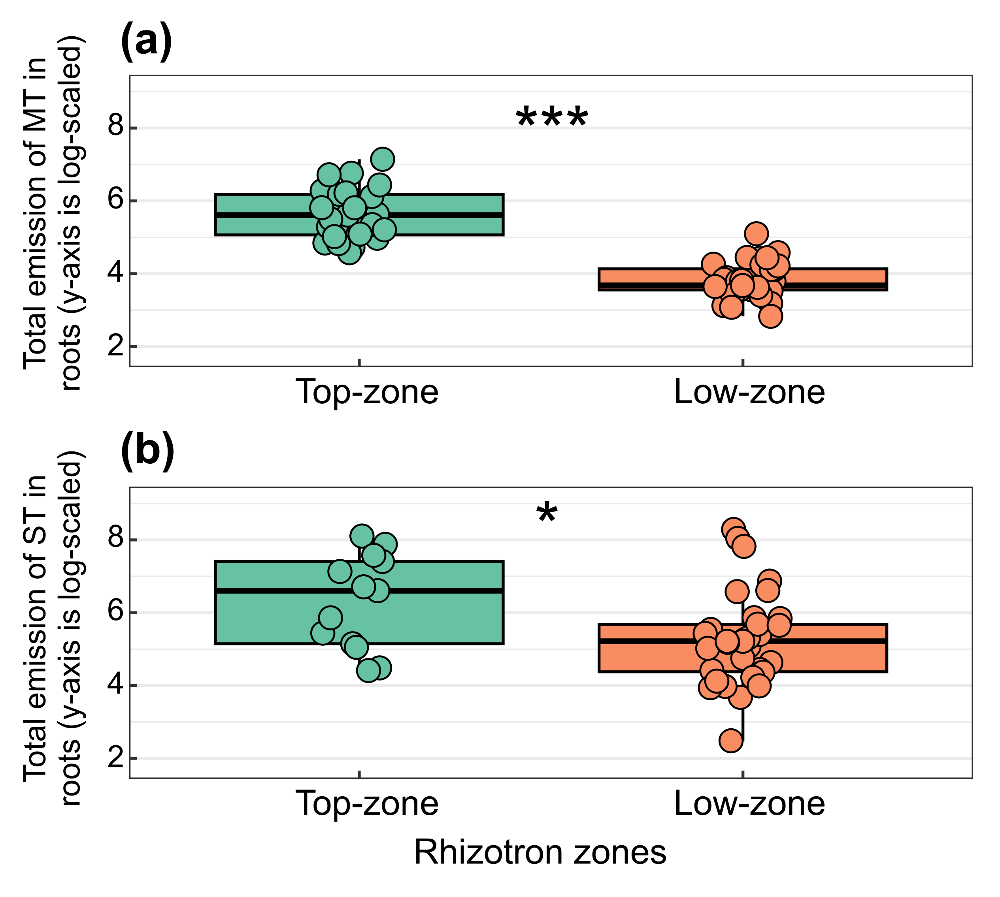 (a)
Total emission of MT in
roots (y-axis is log-scaled)
8
6
4
2
***
Top-zone Low-zone
(b)
Total emission of ST in
roots (y-axis is log-scaled)
8
6
4
2
*
Top-zone Low-zone
Rhizotron zones